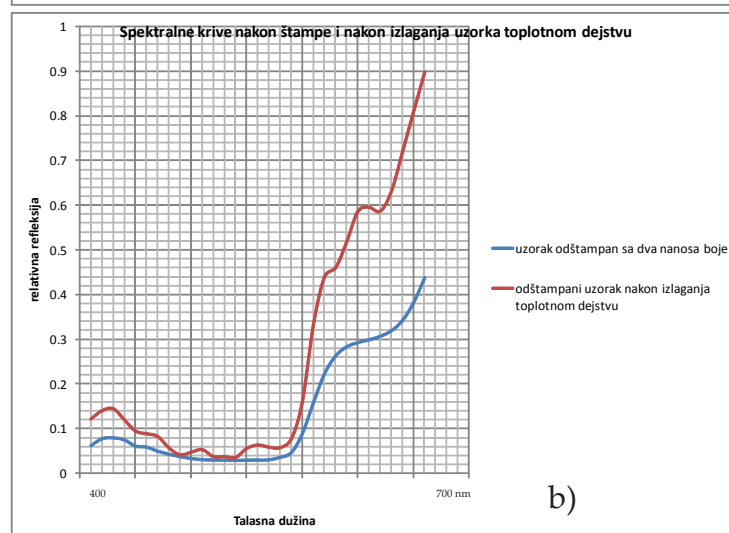 Spektralne krive nakon štampe i nakon izlaganja uzorka toplotnom dejstvu
1
0.9
0.8
0.7
0.6
0.5
0.4
0.3
0.2
0.1
0
relativna refleksija
400
700 nm
Talasna dužina
uzorak odštampan sa dva nanosa boje
odštampani uzorak nakon izlaganja
toplotnom dejstvu
b)